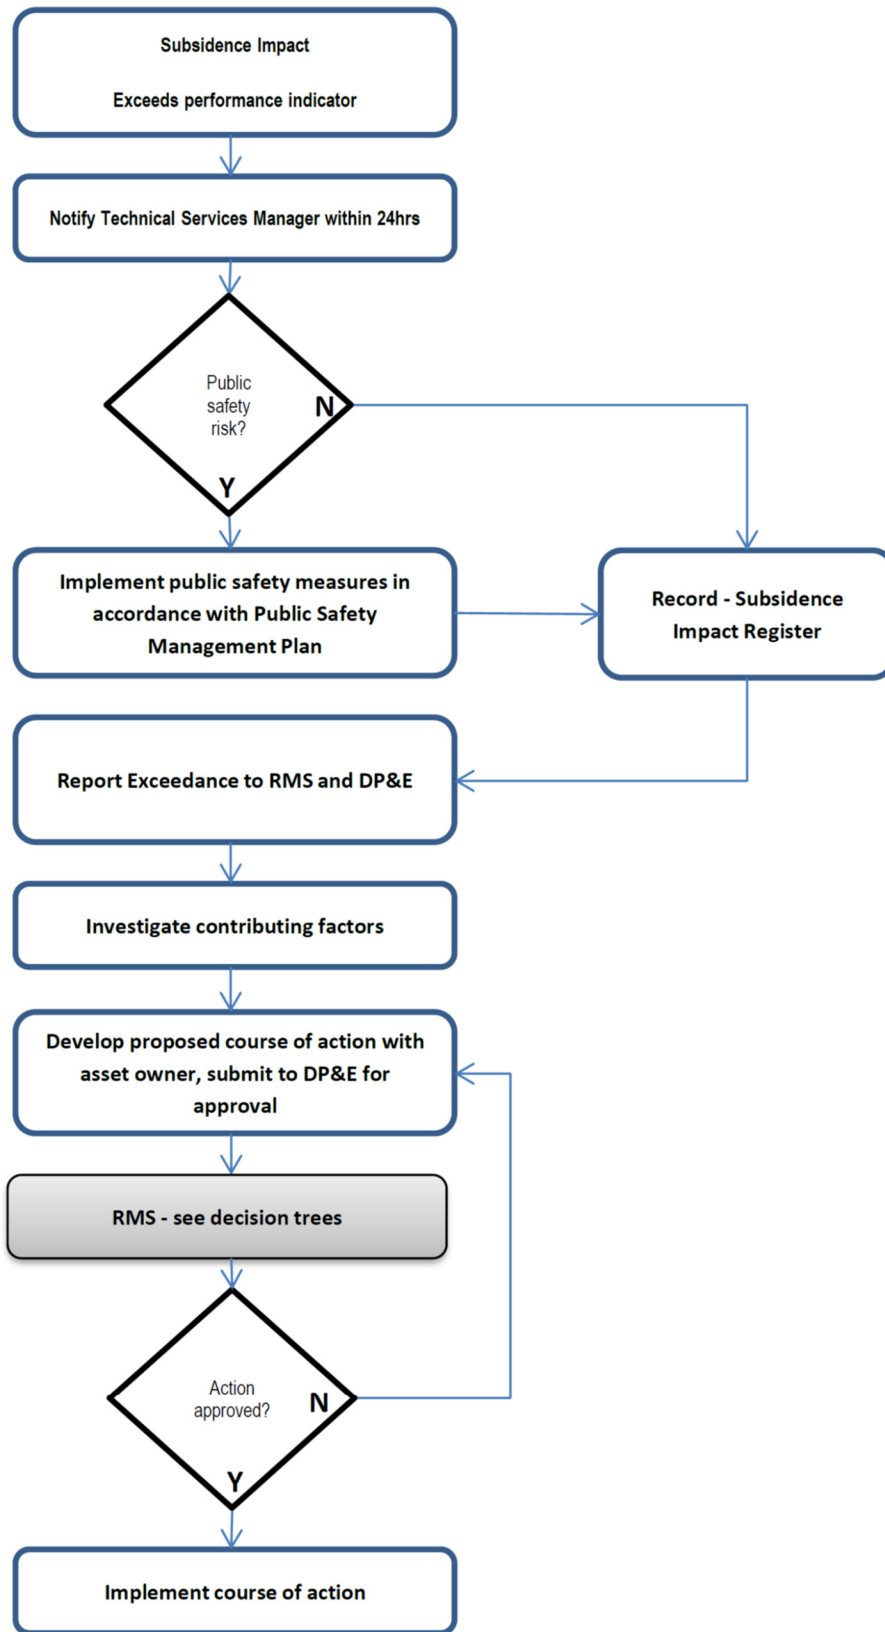 Subsidence Impact
Exceeds performance indicator
Notify Technical Services Manager within 24hrs
Public
safety
risk?
N
Y
Implement public safety measures in
accordance with Public Safety
Management Plan
Record - Subsidence
Impact Register
Report Exceedance to RMS and DP&E
Investigate contributing factors
Develop proposed course of action with
asset owner, submit to DP&E for
approval
RMS - see decision trees
Action
approved?
N
Y
Implement course of action